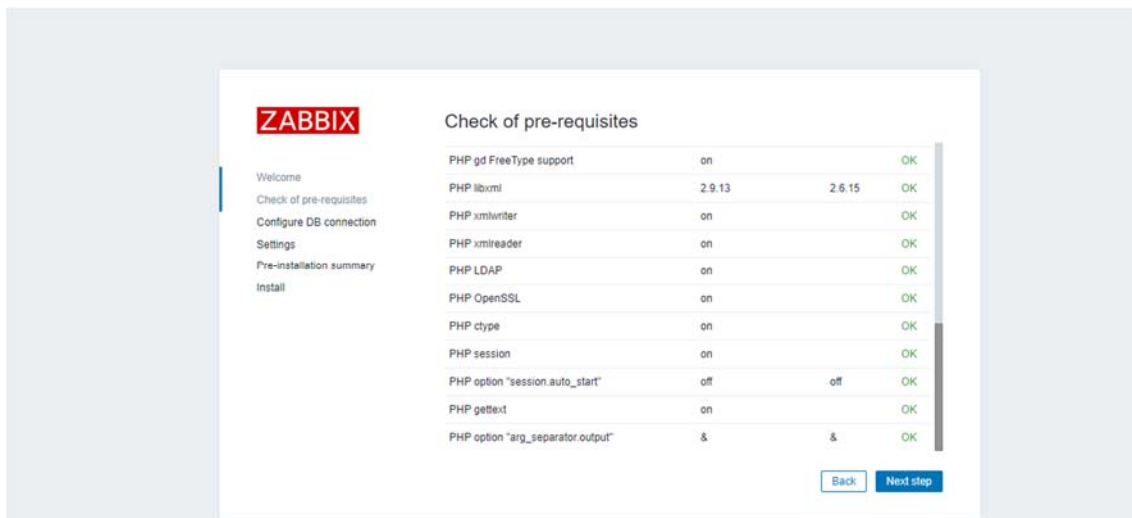 ZABBIX
Check of pre-requisites
Welcome
Check of pre-requisites
Configure DB connection
Settings
Pre-installation summary
Install
PHP gd FreeType support on OK
PHP libxml 2.9.13 2.6.15 OK
PHP xmlwriter on OK
PHP xmlreader on OK
PHP LDAP on OK
PHP OpenSSL on OK
PHP ctype on OK
PHP session on OK
PHP option "session.auto_start" off off OK
PHP gettext on OK
PHP option "arg_separator.output" & & OK
Back Next step